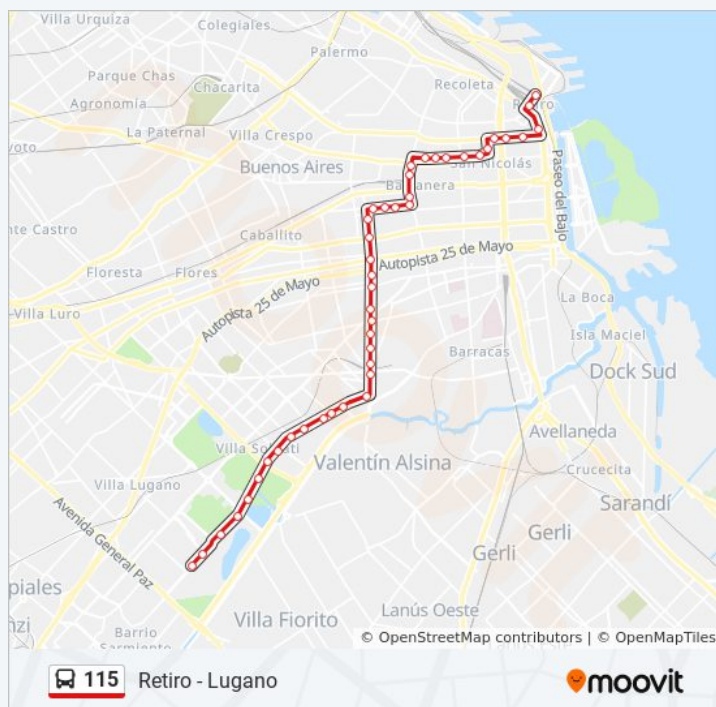 Villa Urquiza
Colegiales
Palermo
Parque Chas
Chacarita
Recoleta
Retiro
Agronomía
La Paternal
Villa Crespo
Buenos Aires
San Nicolás
Balvanera
Paseo del Bajo
Caballito
Floresta
Flores
Autopista 25 de Mayo
Autopista 25 de Mayo
Villa Luro
La Boca
Isla Maciel
Barracas
Dock Sud
Avellaneda
Villa Soldati
Valentín Alsina
Crucecita
Villa Lugano
Sarandí
Avenida General Paz
Gerli
Gerli
Lanús Oeste
Villa Fiorito
Barrio
Sarmiento
© OpenStreetMap contributors | © OpenMapTiles
115 Retiro - Lugano
moovit